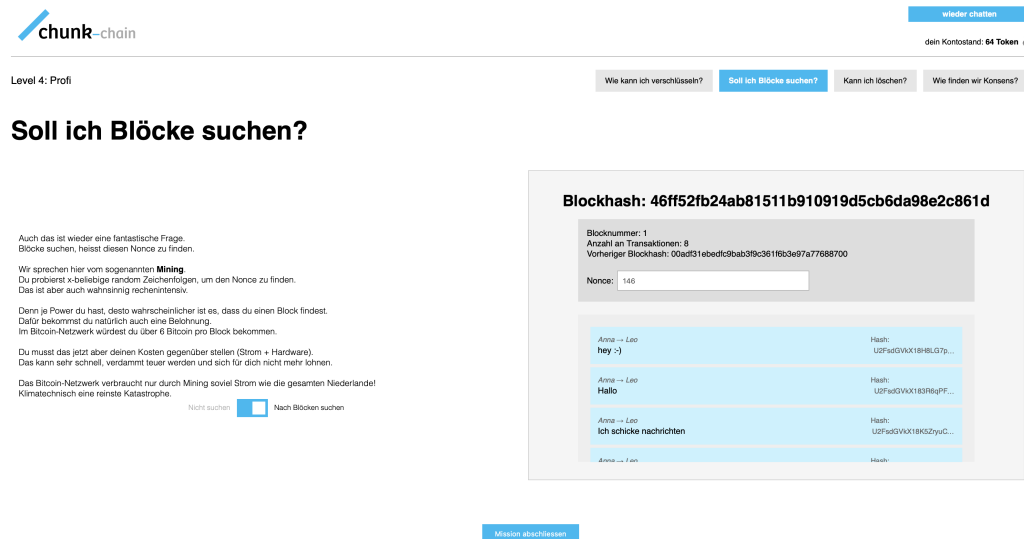 chunk-chain
wieder chatten
dein Kontostand: 64 Token
Level 4: Profi
Wie kann ich verschlüsseln?
Soll ich Blöcke suchen?
Kann ich löschen?
Wie finden wir Konsens?
Soll ich Blöcke suchen?
Auch das ist wieder eine fantastische Frage.
Blöcke suchen, heisst diesen Nonce zu finden.
Wir sprechen hier vom sogenannten Mining.
Du probierst x-beliebige random Zeichenfolgen, um den Nonce zu finden.
Das ist aber auch wahnsinnig rechenintensiv.
Denn je Power du hast, desto wahrscheinlicher ist es, dass du einen Block findest.
Dafür bekommst du natürlich auch eine Belohnung.
Im Bitcoin-Netzwerk würdest du über 6 Bitcoin pro Block bekommen.
Du musst das jetzt aber deinen Kosten gegenüber stellen (Strom + Hardware).
Das kann sehr schnell, verdammt teuer werden und sich für dich nicht mehr lohnen.
Das Bitcoin-Netzwerk verbraucht nur durch Mining soviel Strom wie die gesamten Niederlande!
Klimatechnisch eine reinste Katastrophe.
Nicht suchen
Nach Blöcken suchen
Blockhash: 46ff52fb24ab81511b910919d5cb6da98e2c861d
Blocknummer: 1
Anzahl an Transaktionen: 8
Vorheriger Blockhash: 00adf31ebedfc9bab3f9c361f6b3e97a77688700
Nonce: 146
Anna → Leo
hey :-)
Hash:
U2FsdGVkX18H8LG7p...
Anna → Leo
Hallo
Hash:
U2FsdGVkX183R6qPF...
Anna → Leo
Ich schicke nachrichten
Hash:
U2FsdGVkX18K5ZryuC...
Anna → Leo
Hash:
Mission abschliessen